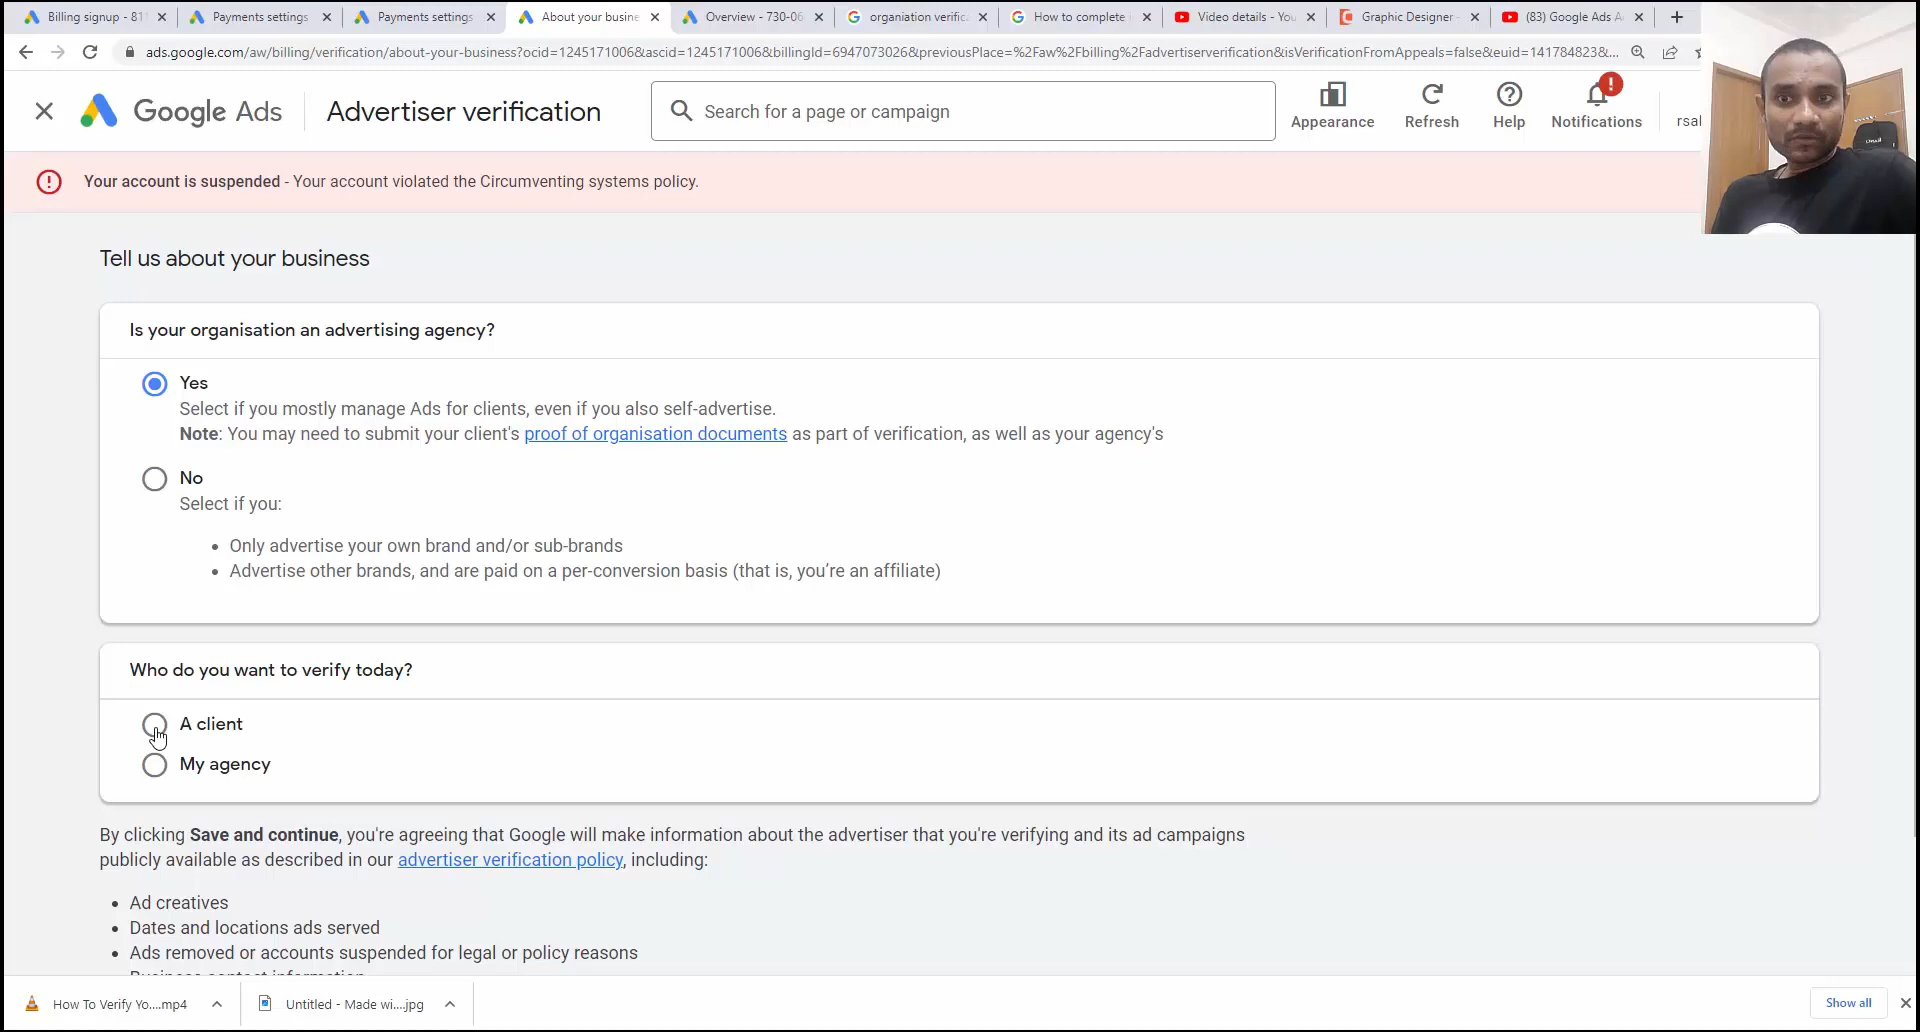 Billing signup - 811
Payments settings
Payments settings
About your busine
Overview - 730-06
organiation verific
How to complete
Video details - You
Graphic Designer -
(83) Google Ads A
ads.google.com/aw/billing/verification/about-your-business?ocid=1245171006&ascid=1245171006&billingId=6947073026&previousPlace=%2Faw%2Fbilling%2Fadvertiserverification&isVerificationFromAppeals=false&euid=141784823&...
Google Ads
Advertiser verification
Search for a page or campaign
Appearance
Refresh
Help
Notifications
rsal
Your account is suspended - Your account violated the Circumventing systems policy.
Tell us about your business
Is your organisation an advertising agency?
Yes
Select if you mostly manage Ads for clients, even if you also self-advertise.
Note: You may need to submit your client's proof of organisation documents as part of verification, as well as your agency's
No
Select if you:
• Only advertise your own brand and/or sub-brands
• Advertise other brands, and are paid on a per-conversion basis (that is, you're an affiliate)
Who do you want to verify today?
A client
My agency
By clicking Save and continue, you're agreeing that Google will make information about the advertiser that you're verifying and its ad campaigns
publicly available as described in our advertiser verification policy, including:
• Ad creatives
• Dates and locations ads served
• Ads removed or accounts suspended for legal or policy reasons
• Business contact information
How To Verify Yo....mp4
Untitled - Made wi....jpg
Show all